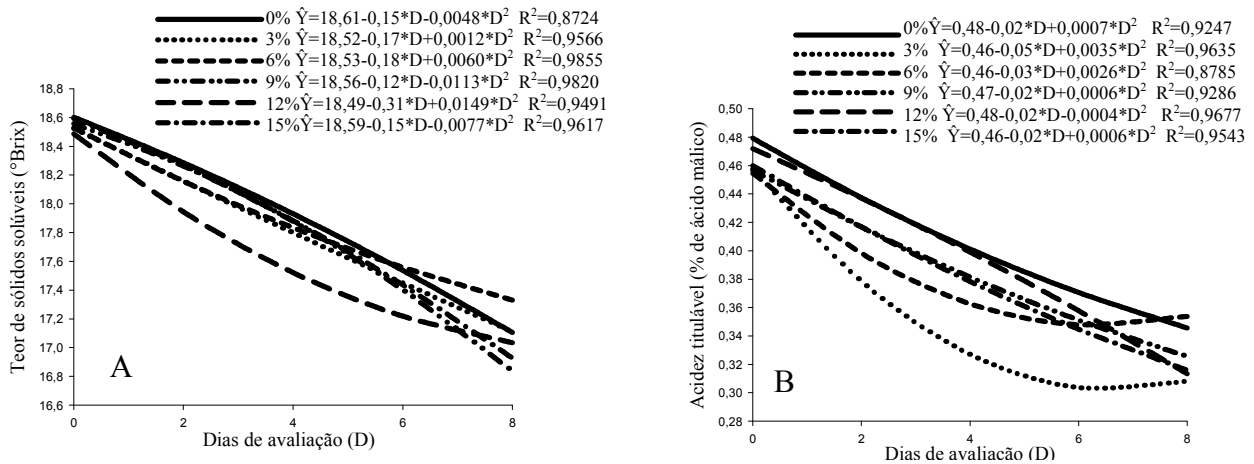 0% Ŷ=18,61-0,15*D-0,0048*D² R²=0,8724
3% Ŷ=18,52-0,17*D+0,0012*D² R²=0,9566
6% Ŷ=18,53-0,18*D+0,0060*D² R²=0,9855
9% Ŷ=18,56-0,12*D-0,0113*D² R²=0,9820
12%Ŷ=18,49-0,31*D+0,0149*D² R²=0,9491
15%Ŷ=18,59-0,15*D-0,0077*D² R²=0,9617
Teor de sólidos solúveis (°Brix)
18,8
18,6
18,4
18,2
18,0
17,8
17,6
17,4
17,2
17,0
16,8
16,6
A
0 2 4 6 8
Dias de avaliação (D)
0%Ŷ=0,48-0,02*D+0,0007*D² R²=0,9247
3% Ŷ=0,46-0,05*D+0,0035*D² R²=0,9635
6% Ŷ=0,46-0,03*D+0,0026*D² R²=0,8785
9% Ŷ=0,47-0,02*D+0,0006*D² R²=0,9286
12% Ŷ=0,48-0,02*D-0,0004*D² R²=0,9677
15% Ŷ=0,46-0,02*D+0,0006*D² R²=0,9543
Acidez titulável (% de ácido málico)
0,50
0,48
0,46
0,44
0,42
0,40
0,38
0,36
0,34
0,32
0,30
0,28
B
0 2 4 6 8
Dias de avaliação (D)